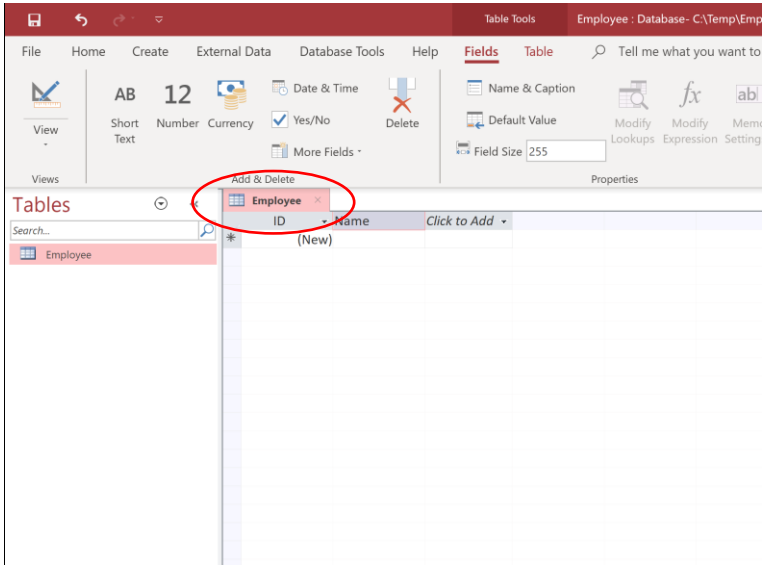 Table Tools Employee : Database- C:\Temp\Emp
File Home Create External Data Database Tools Help Fields Table Tell me what you want to
View
Views
AB
Short
Text
12
Number
Currency
Date & Time
Yes/No
More Fields
Delete
Add & Delete
Name & Caption
Default Value
Field Size 255
Modify
Lookups
fx
Modify
Expression
ab
Memo
Setting
Properties
Tables
Search...
Employee
Employee
ID Name Click to Add
(New)